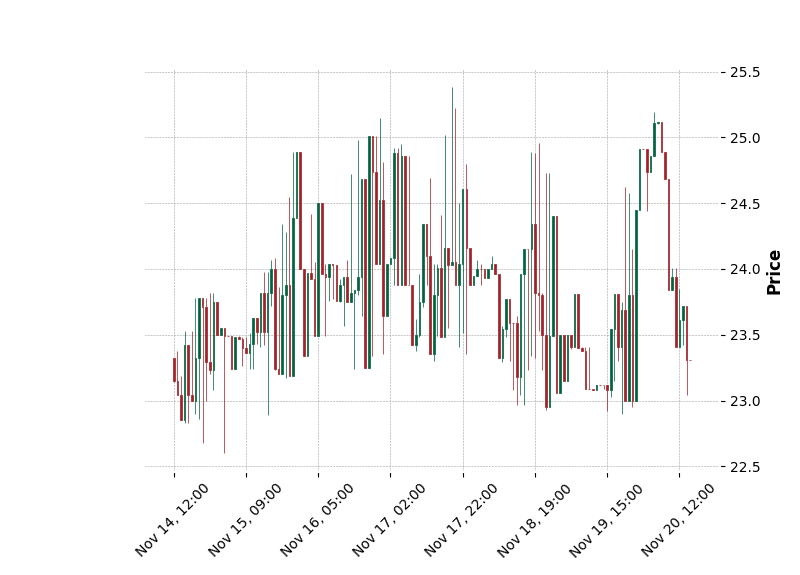 25.5
25.0
24.5
24.0
23.5
23.0
22.5
Price
Nov 14, 12:00
Nov 15, 09:00
Nov 16, 05:00
Nov 17, 02:00
Nov 17, 22:00
Nov 18, 19:00
Nov 19, 15:00
Nov 20, 12:00